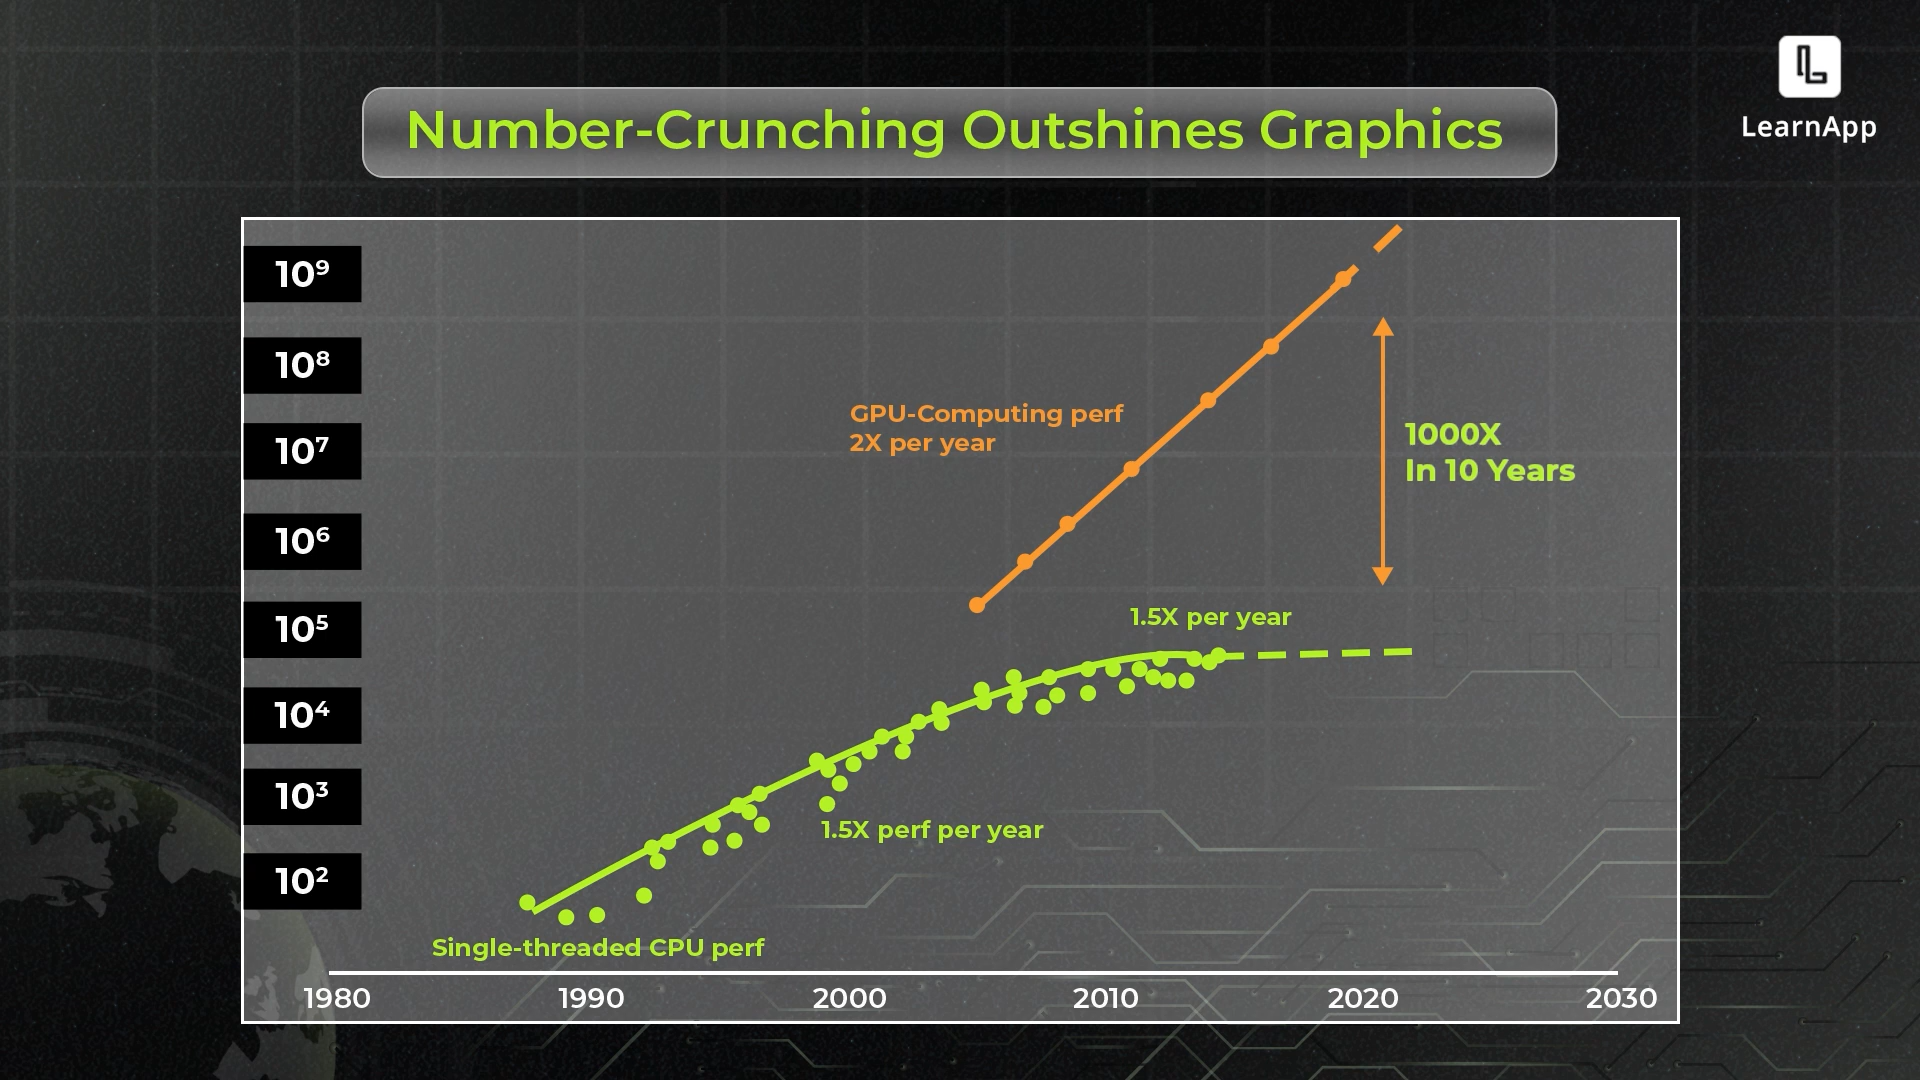 LearnApp
Number-Crunching Outshines Graphics
10⁹
10⁸
10⁷
10⁶
10⁵
10⁴
10³
10²
GPU-Computing perf
2X per year
1000X
In 10 Years
1.5X per year
1.5X perf per year
Single-threaded CPU perf
1980 1990 2000 2010 2020 2030